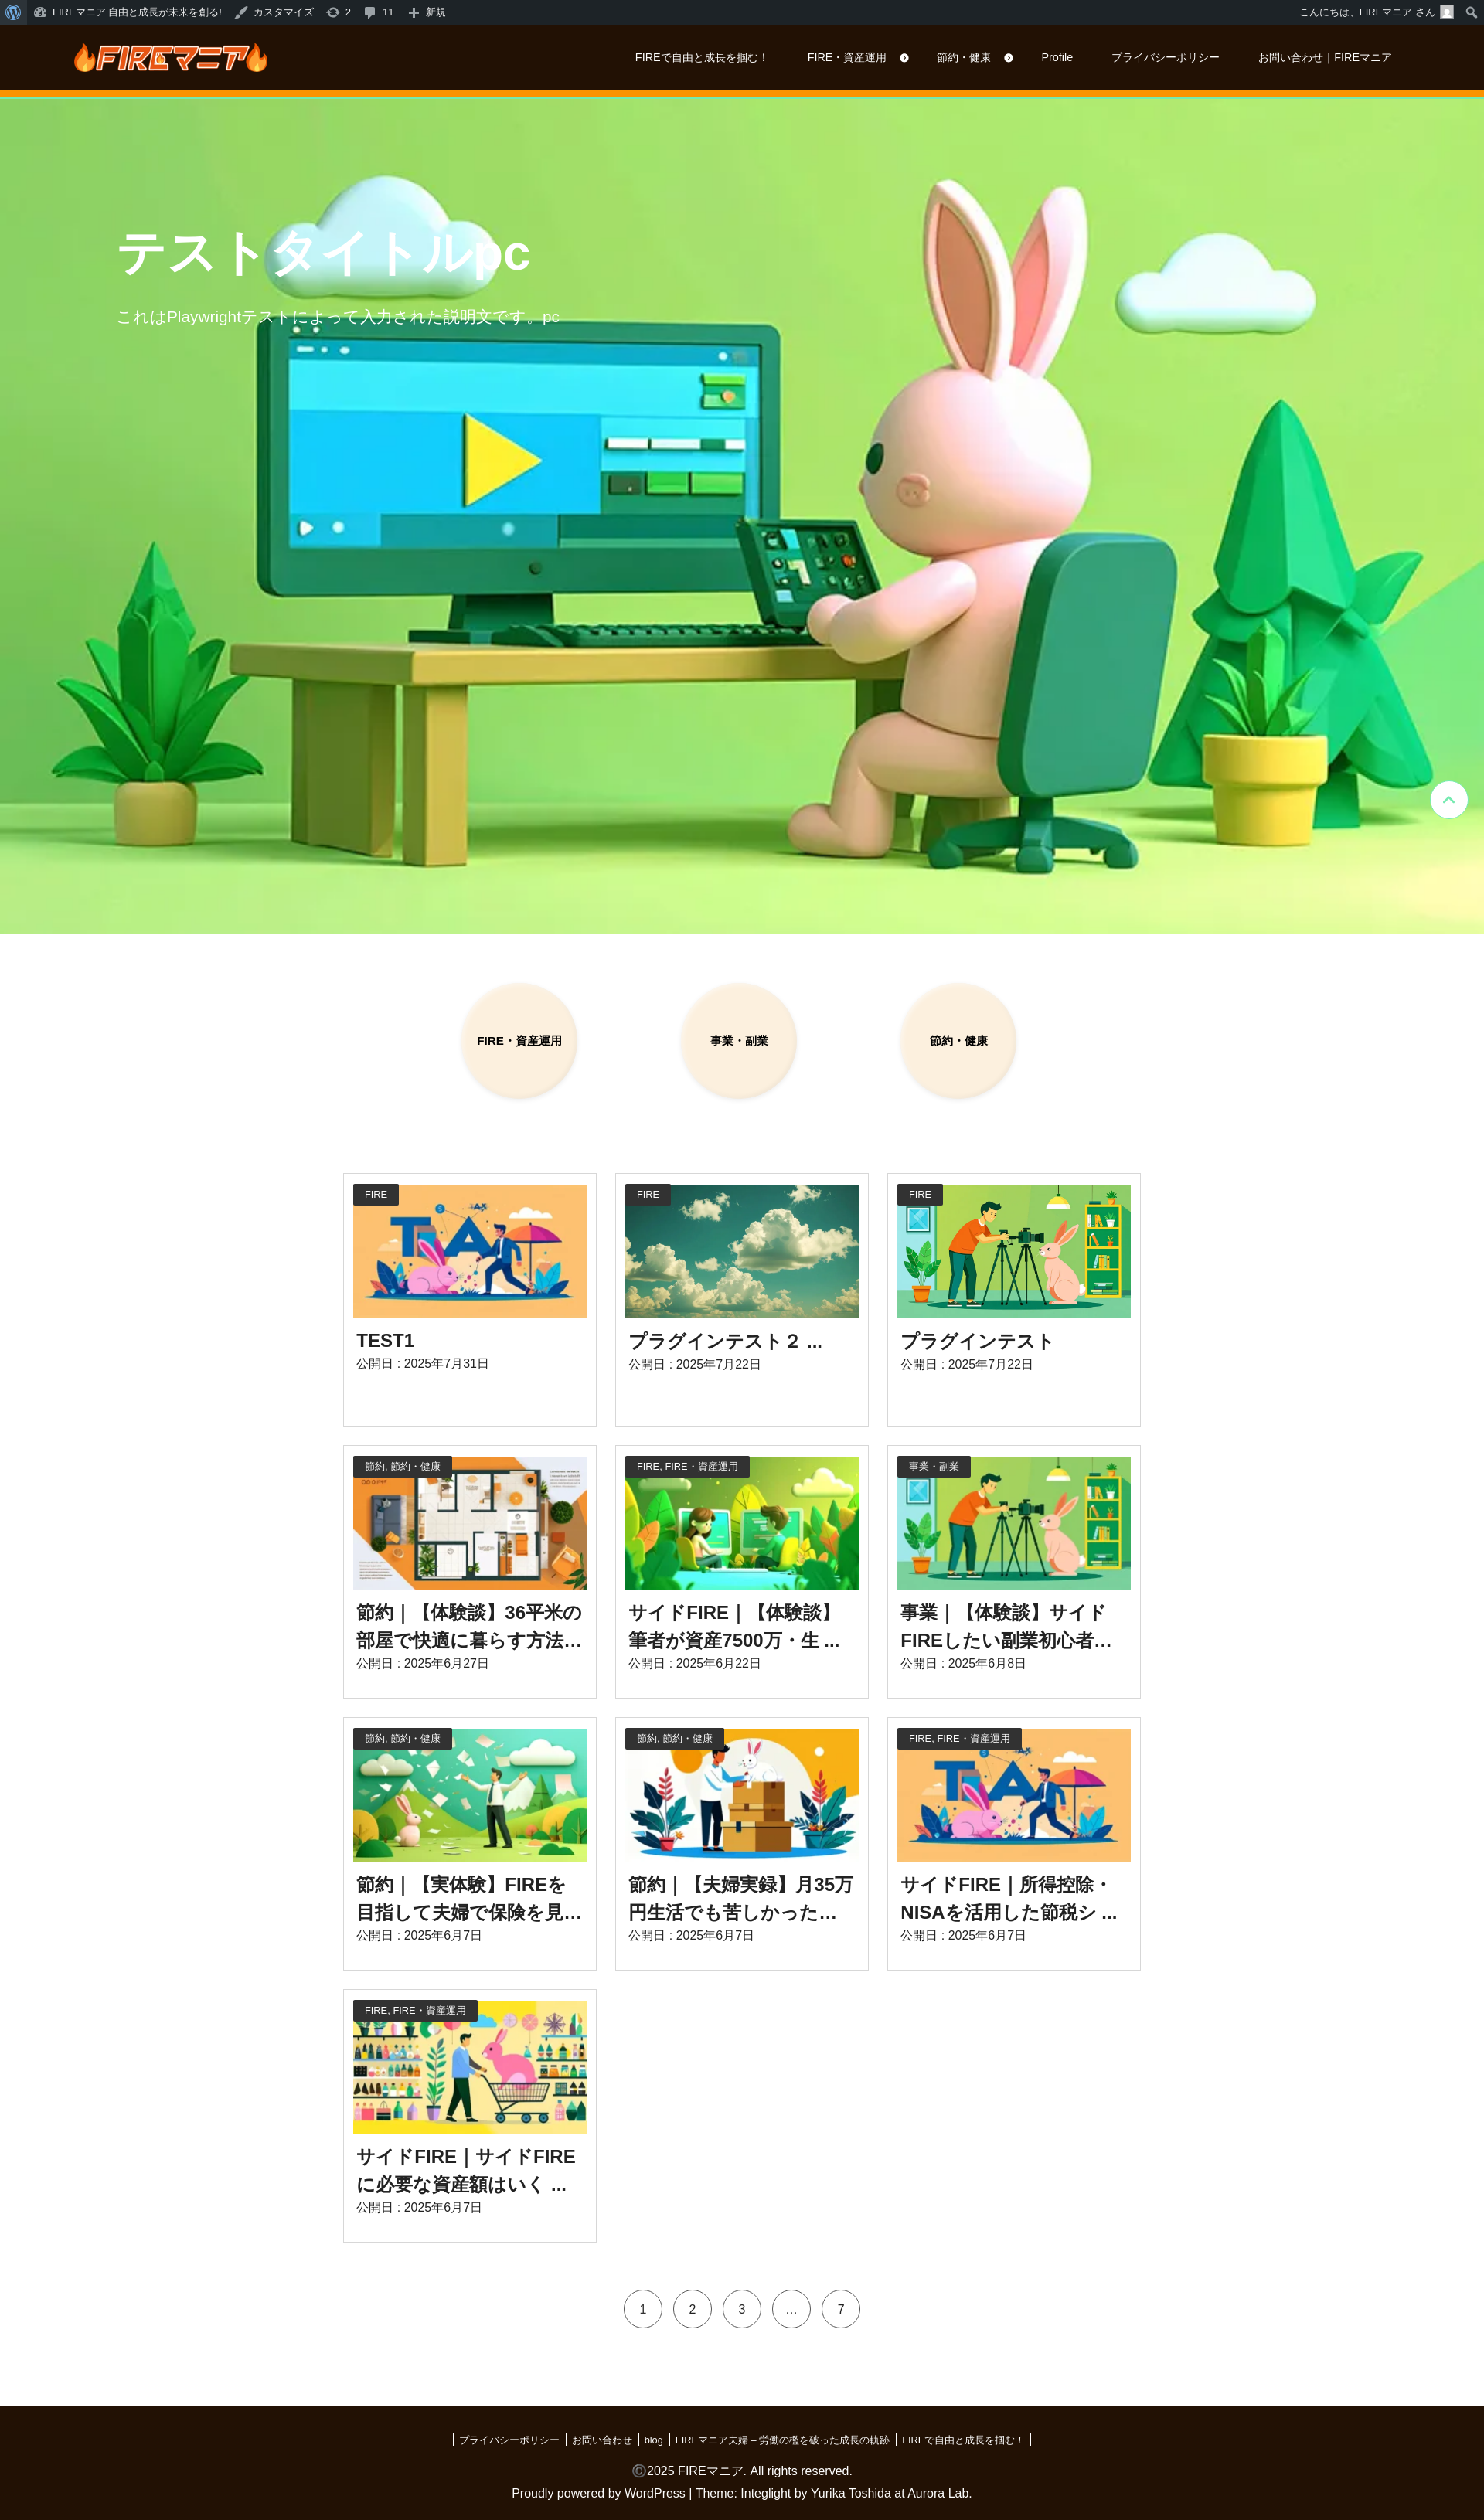 FIREマニア 自由と成長が未来を創る!
カスタマイズ
2
11
新規
こんにちは、FIREマニア さん
FIREマニア
FIREで自由と成長を掴む！
FIRE・資産運用
節約・健康
Profile
プライバシーポリシー
お問い合わせ｜FIREマニア
テストタイトルpc
これはPlaywrightテストによって入力された説明文です。pc
FIRE・資産運用
事業・副業
節約・健康
FIRE
TEST1
公開日 : 2025年7月31日
FIRE
プラグインテスト２ ...
公開日 : 2025年7月22日
FIRE
プラグインテスト
公開日 : 2025年7月22日
節約, 節約・健康
節約｜【体験談】36平米の
部屋で快適に暮らす方法…
公開日 : 2025年6月27日
FIRE, FIRE・資産運用
サイドFIRE｜【体験談】
筆者が資産7500万・生 ...
公開日 : 2025年6月22日
事業・副業
事業｜【体験談】サイド
FIREしたい副業初心者…
公開日 : 2025年6月8日
節約, 節約・健康
節約｜【実体験】FIREを
目指して夫婦で保険を見…
公開日 : 2025年6月7日
節約, 節約・健康
節約｜【夫婦実録】月35万
円生活でも苦しかった…
公開日 : 2025年6月7日
FIRE, FIRE・資産運用
サイドFIRE｜所得控除・
NISAを活用した節税シ ...
公開日 : 2025年6月7日
FIRE, FIRE・資産運用
サイドFIRE｜サイドFIRE
に必要な資産額はいく ...
公開日 : 2025年6月7日
1
2
3
…
7
プライバシーポリシー
お問い合わせ
blog
FIREマニア夫婦 – 労働の檻を破った成長の軌跡
FIREで自由と成長を掴む！
©2025 FIREマニア. All rights reserved.
Proudly powered by WordPress | Theme: Integlight by Yurika Toshida at Aurora Lab.